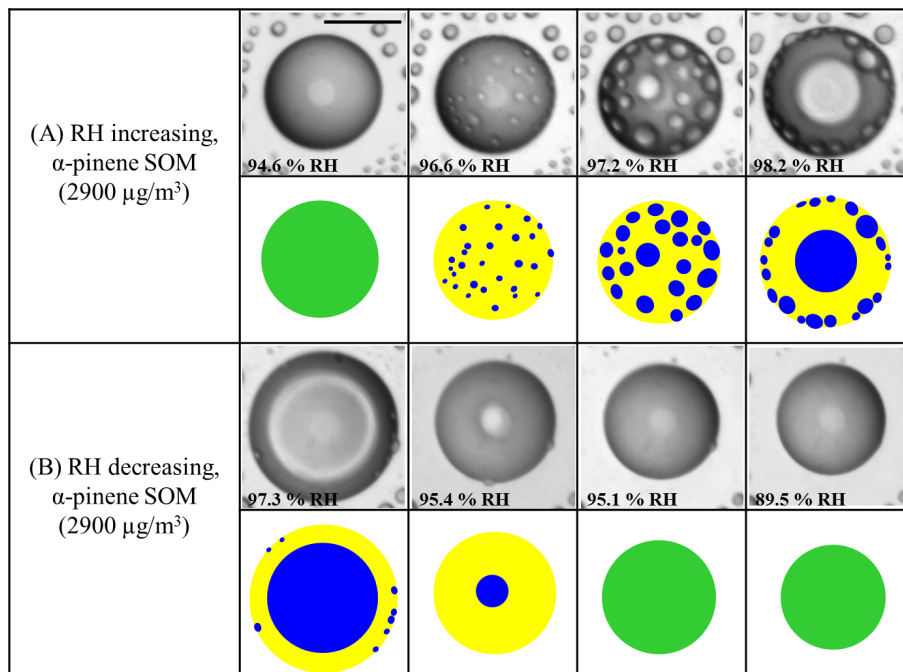 (A) RH increasing,
α-pinene SOM
(2900 µg/m³)
94.6 % RH
96.6 % RH
97.2 % RH
98.2 % RH
(B) RH decreasing,
α-pinene SOM
(2900 µg/m³)
97.3 % RH
95.4 % RH
95.1 % RH
89.5 % RH